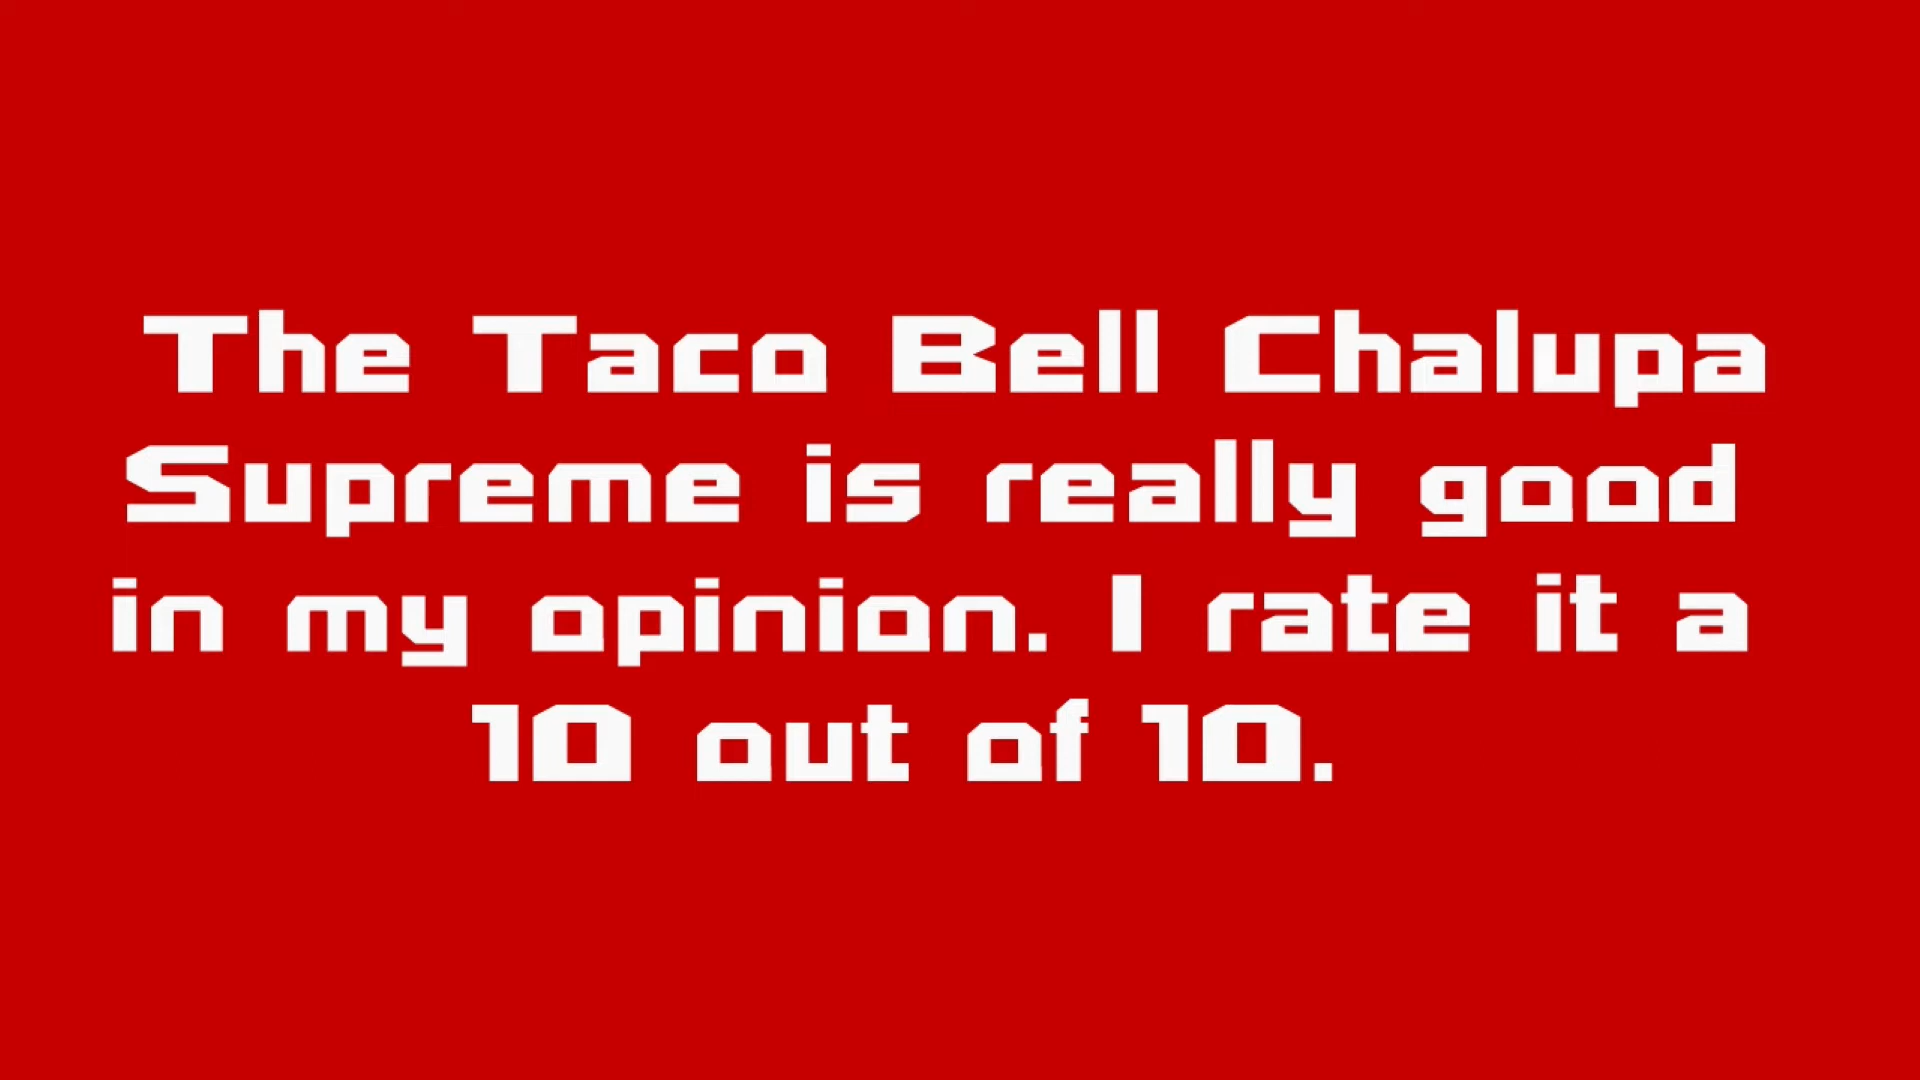 The Taco Bell Chalupa
Supreme is really good
in my opinion. I rate it a
10 out of 10.